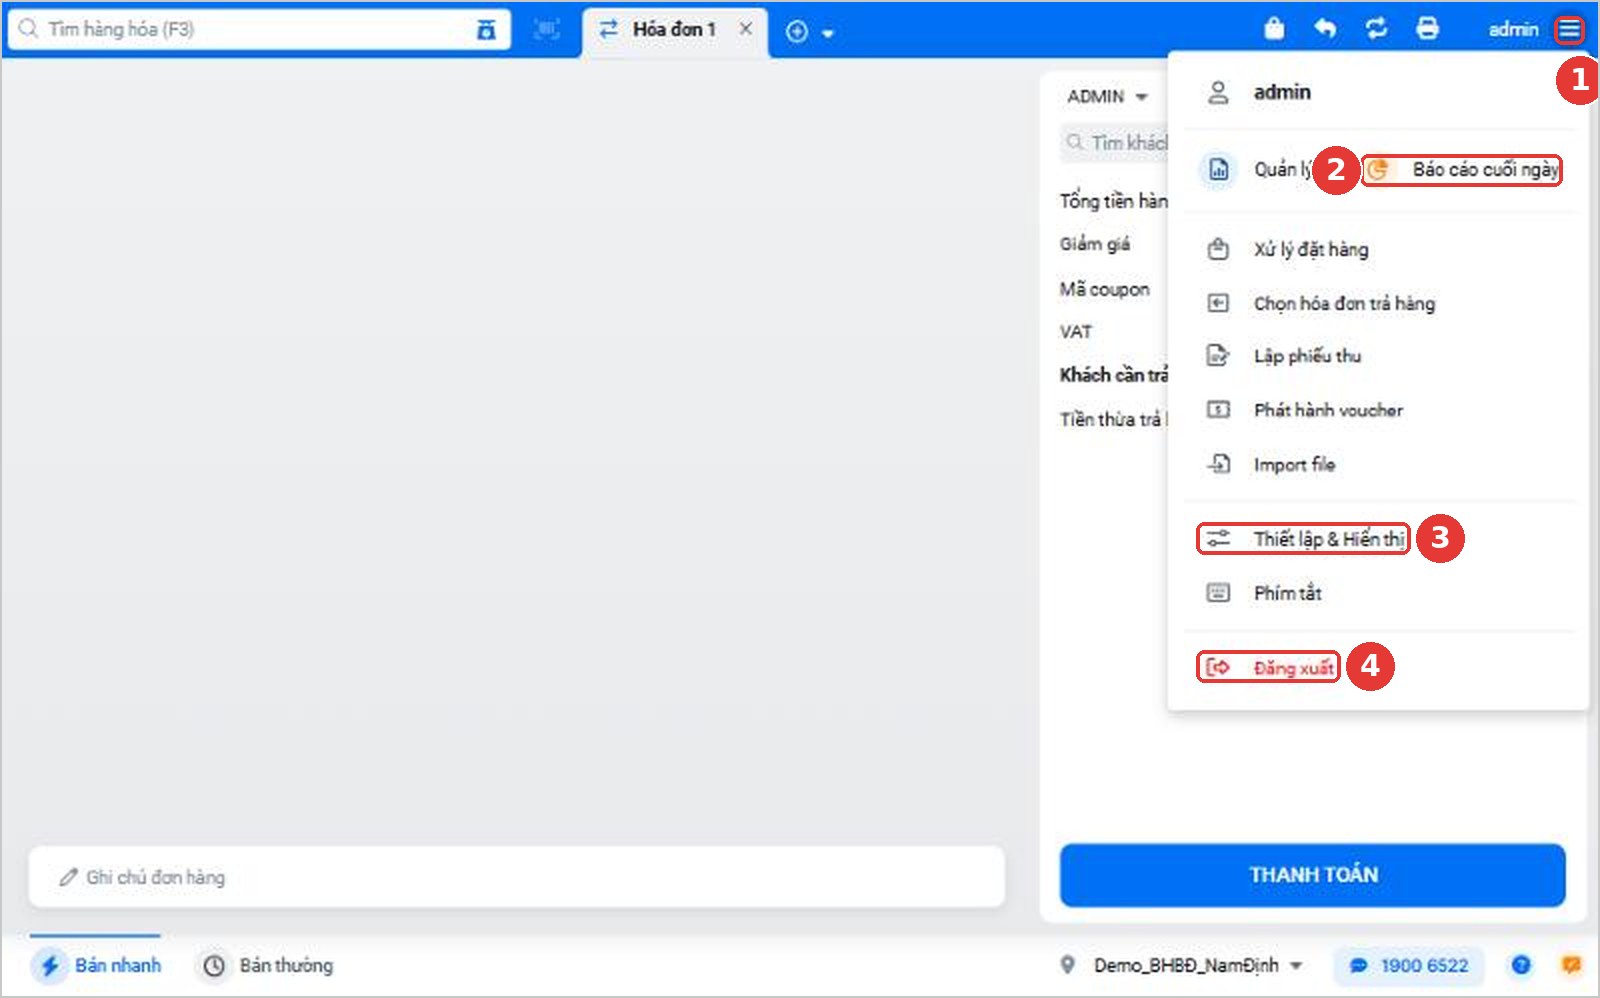 Tìm hàng hóa (F3)
Hóa đơn 1
admin
1
ADMIN
admin
Tìm khách
Quản lý
2
Báo cáo cuối ngày
Tổng tiền hàn
Giảm giá
Xử lý đặt hàng
Mã coupon
Chọn hóa đơn trả hàng
VAT
Lập phiếu thu
Khách cần trả
Phát hành voucher
Tiền thừa trả
Import file
Thiết lập & Hiển thị
3
Phím tắt
Đăng xuất
4
Ghi chú đơn hàng
THANH TOÁN
Bán nhanh
Bán thường
Demo_BHBĐ_NamĐịnh
1900 6522